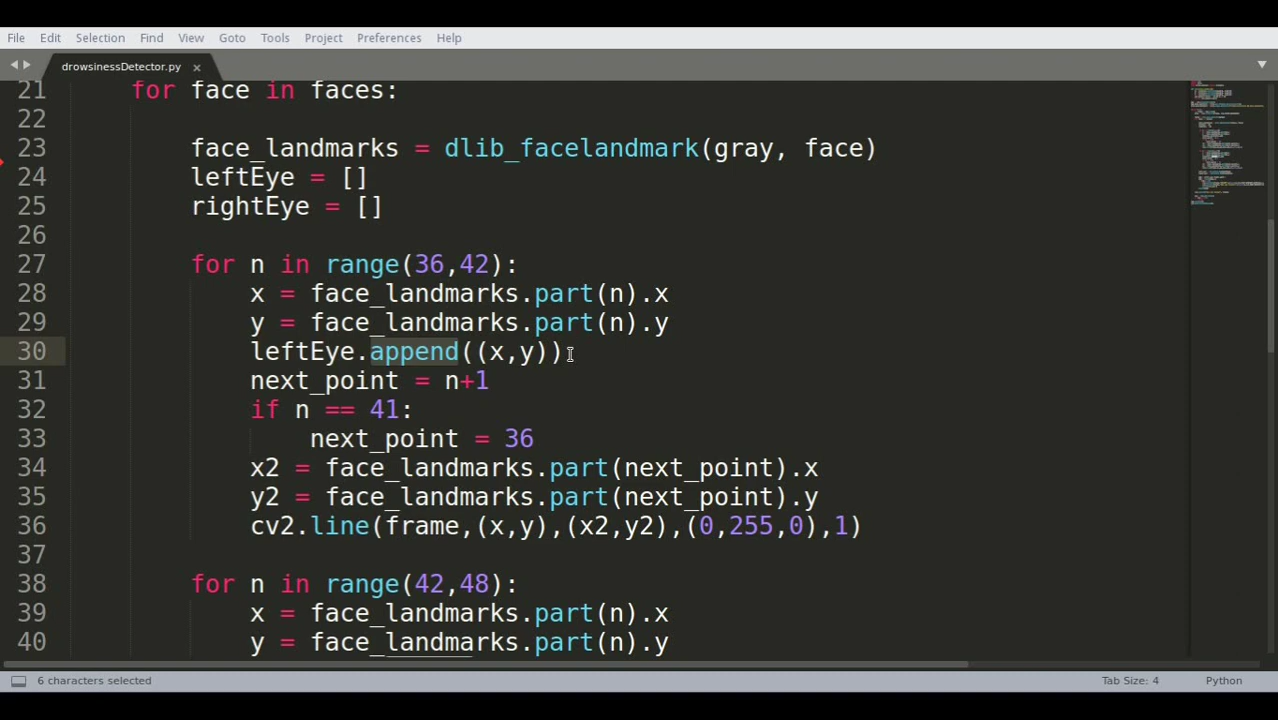 File Edit Selection Find View Goto Tools Project Preferences Help
drowsinessDetector.py ×
21 for face in faces:
22
23 face_landmarks = dlib_facelandmark(gray, face)
24 leftEye = []
25 rightEye = []
26
27 for n in range(36,42):
28 x = face_landmarks.part(n).x
29 y = face_landmarks.part(n).y
30 leftEye.append((x,y))
31 next_point = n+1
32 if n == 41:
33 next_point = 36
34 x2 = face_landmarks.part(next_point).x
35 y2 = face_landmarks.part(next_point).y
36 cv2.line(frame,(x,y),(x2,y2),(0,255,0),1)
37
38 for n in range(42,48):
39 x = face_landmarks.part(n).x
40 y = face_landmarks.part(n).y
6 characters selected Tab Size: 4 Python